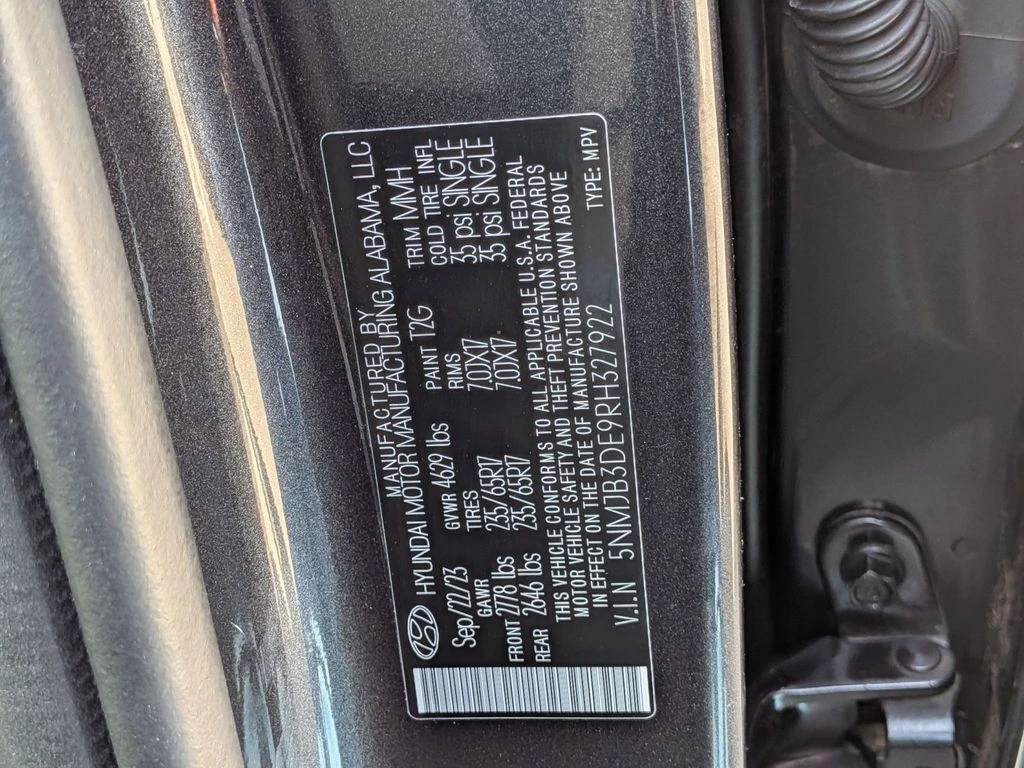 MANUFACTURED BY
HYUNDAI MOTOR MANUFACTURING ALABAMA, LLC
Sep/22/23 GVWR 4629 lbs PAINT T2G TRIM MMH
GAWR TIRES RIMS COLD TIRE INFL
FRONT 2778 lbs 235/65R17 7.0JX17 35 psi SINGLE
REAR 2646 lbs 235/65R17 7.0JX17 35 psi SINGLE
THIS VEHICLE CONFORMS TO ALL APPLICABLE U.S.A. FEDERAL
MOTOR VEHICLE SAFETY AND THEFT PREVENTION STANDARDS
IN EFFECT ON THE DATE OF MANUFACTURE SHOWN ABOVE
V.I.N 5NMJB3DE9RH327922 TYPE: MPV